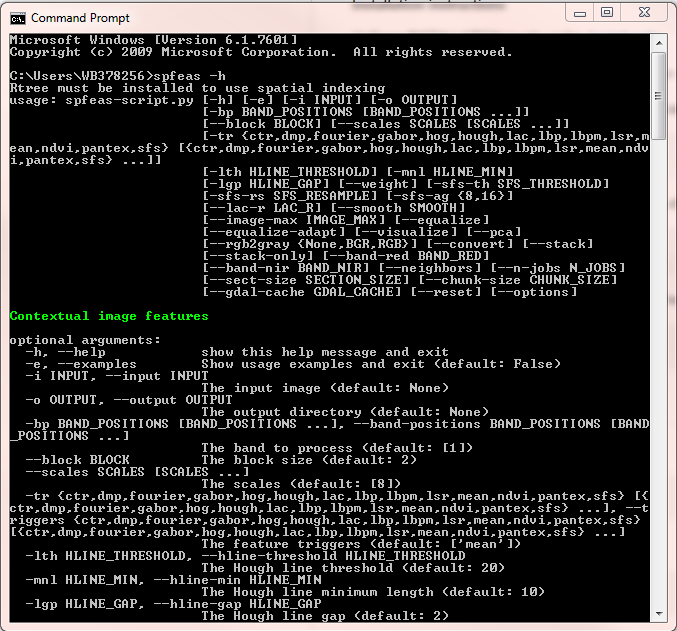 Command Prompt
Microsoft Windows [Version 6.1.7601]
Copyright (c) 2009 Microsoft Corporation.  All rights reserved.
C:\Users\WB378256>spfeas -h
Rtree must be installed to use spatial indexing
usage: spfeas-script.py [-h] [-e] [-i INPUT] [-o OUTPUT]
                        [-bp BAND_POSITIONS [BAND_POSITIONS ...]]
                        [--block BLOCK] [--scales SCALES [SCALES ...]]
                        [-tr {ctr,dmp,fourier,gabor,hog,hough,lac,lbp,lbpm,lsr,m
ean,ndvi,pantex,sfs} [{ctr,dmp,fourier,gabor,hog,hough,lac,lbp,lbpm,lsr,mean,ndv
i,pantex,sfs} ...]]
                        [-lth HLINE_THRESHOLD] [-mnl HLINE_MIN]
                        [-lgp HLINE_GAP] [--weight] [-sfs-th SFS_THRESHOLD]
                        [-sfs-rs SFS_RESAMPLE] [-sfs-ag {8,16}]
                        [--lac-r LAC_R] [--smooth SMOOTH]
                        [--image-max IMAGE_MAX] [--equalize]
                        [--equalize-adapt] [--visualize] [--pca]
                        [--rgb2gray {None,BGR,RGB}] [--convert] [--stack]
                        [--stack-only] [--band-red BAND_RED]
                        [--band-nir BAND_NIR] [--neighbors] [--n-jobs N_JOBS]
                        [--sect-size SECTION_SIZE] [--chunk-size CHUNK_SIZE]
                        [--gdal-cache GDAL_CACHE] [--reset] [--options]
Contextual image features
optional arguments:
  -h, --help            show this help message and exit
  -e, --examples        Show usage examples and exit (default: False)
  -i INPUT, --input INPUT
                        The input image (default: None)
  -o OUTPUT, --output OUTPUT
                        The output directory (default: None)
  -bp BAND_POSITIONS [BAND_POSITIONS ...], --band-positions BAND_POSITIONS [BAND
_POSITIONS ...]
                        The band to process (default: [1])
  --block BLOCK         The block size (default: 2)
  --scales SCALES [SCALES ...]
                        The scales (default: [8])
  -tr {ctr,dmp,fourier,gabor,hog,hough,lac,lbp,lbpm,lsr,mean,ndvi,pantex,sfs} [{
ctr,dmp,fourier,gabor,hog,hough,lac,lbp,lbpm,lsr,mean,ndvi,pantex,sfs} ...], --t
riggers {ctr,dmp,fourier,gabor,hog,hough,lac,lbp,lbpm,lsr,mean,ndvi,pantex,sfs}
[{ctr,dmp,fourier,gabor,hog,hough,lac,lbp,lbpm,lsr,mean,ndvi,pantex,sfs} ...]
                        The feature triggers (default: ['mean'])
  -lth HLINE_THRESHOLD, --hline-threshold HLINE_THRESHOLD
                        The Hough line threshold (default: 20)
  -mnl HLINE_MIN, --hline-min HLINE_MIN
                        The Hough line minimum length (default: 10)
  -lgp HLINE_GAP, --hline-gap HLINE_GAP
                        The Hough line gap (default: 2)